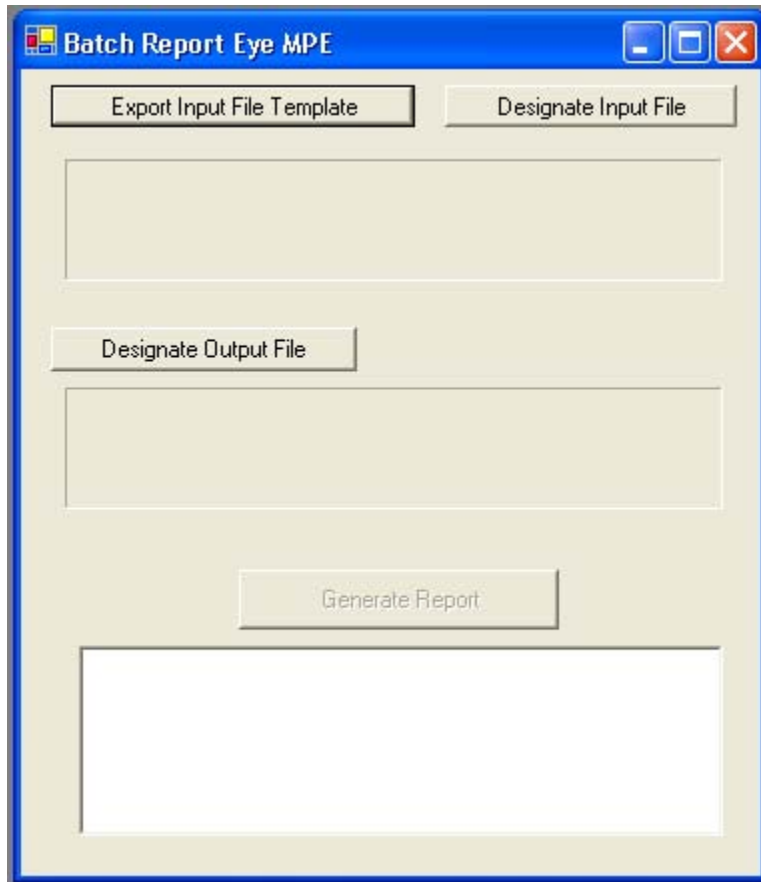 Batch Report Eye MPE
Export Input File Template
Designate Input File
Designate Output File
Generate Report